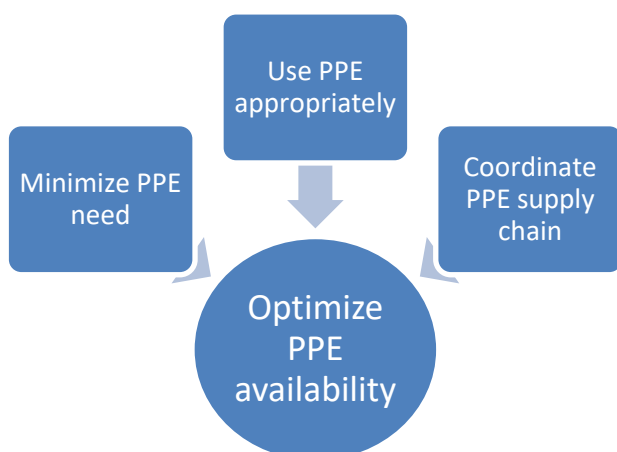 Use PPE
appropriately
Minimize PPE
need
Coordinate
PPE supply
chain
Optimize
PPE
availability